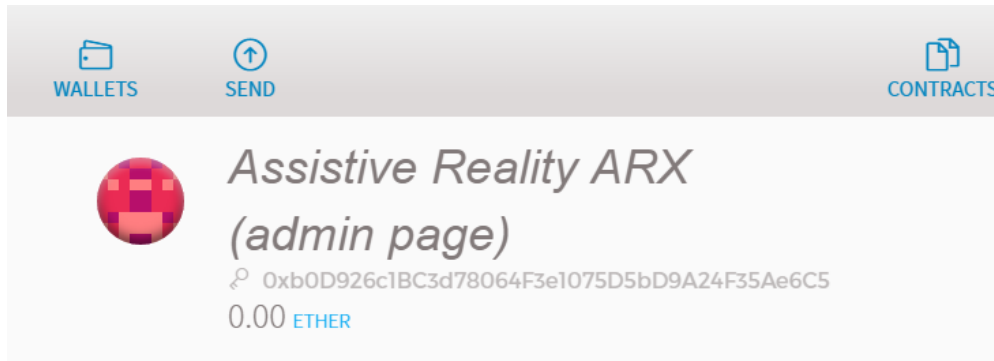 WALLETS
SEND
CONTRACTS
Assistive Reality ARX
(admin page)
0xb0D926c1BC3d78064F3e1075D5bD9A24F35Ae6C5
0.00 ETHER